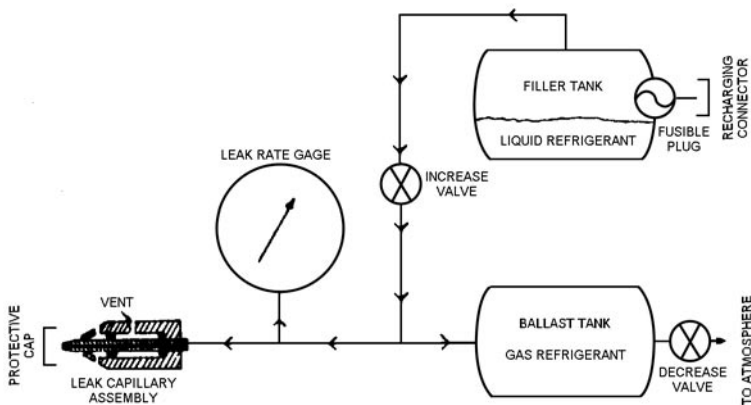 FILLER TANK
LIQUID REFRIGERANT
FUSIBLE
PLUG
RECHARGING
CONNECTOR
LEAK RATE GAGE
INCREASE
VALVE
VENT
PROTECTIVE
CAP
LEAK CAPILLARY
ASSEMBLY
BALLAST TANK
GAS REFRIGERANT
DECREASE
VALVE
TO ATMOSPHERE